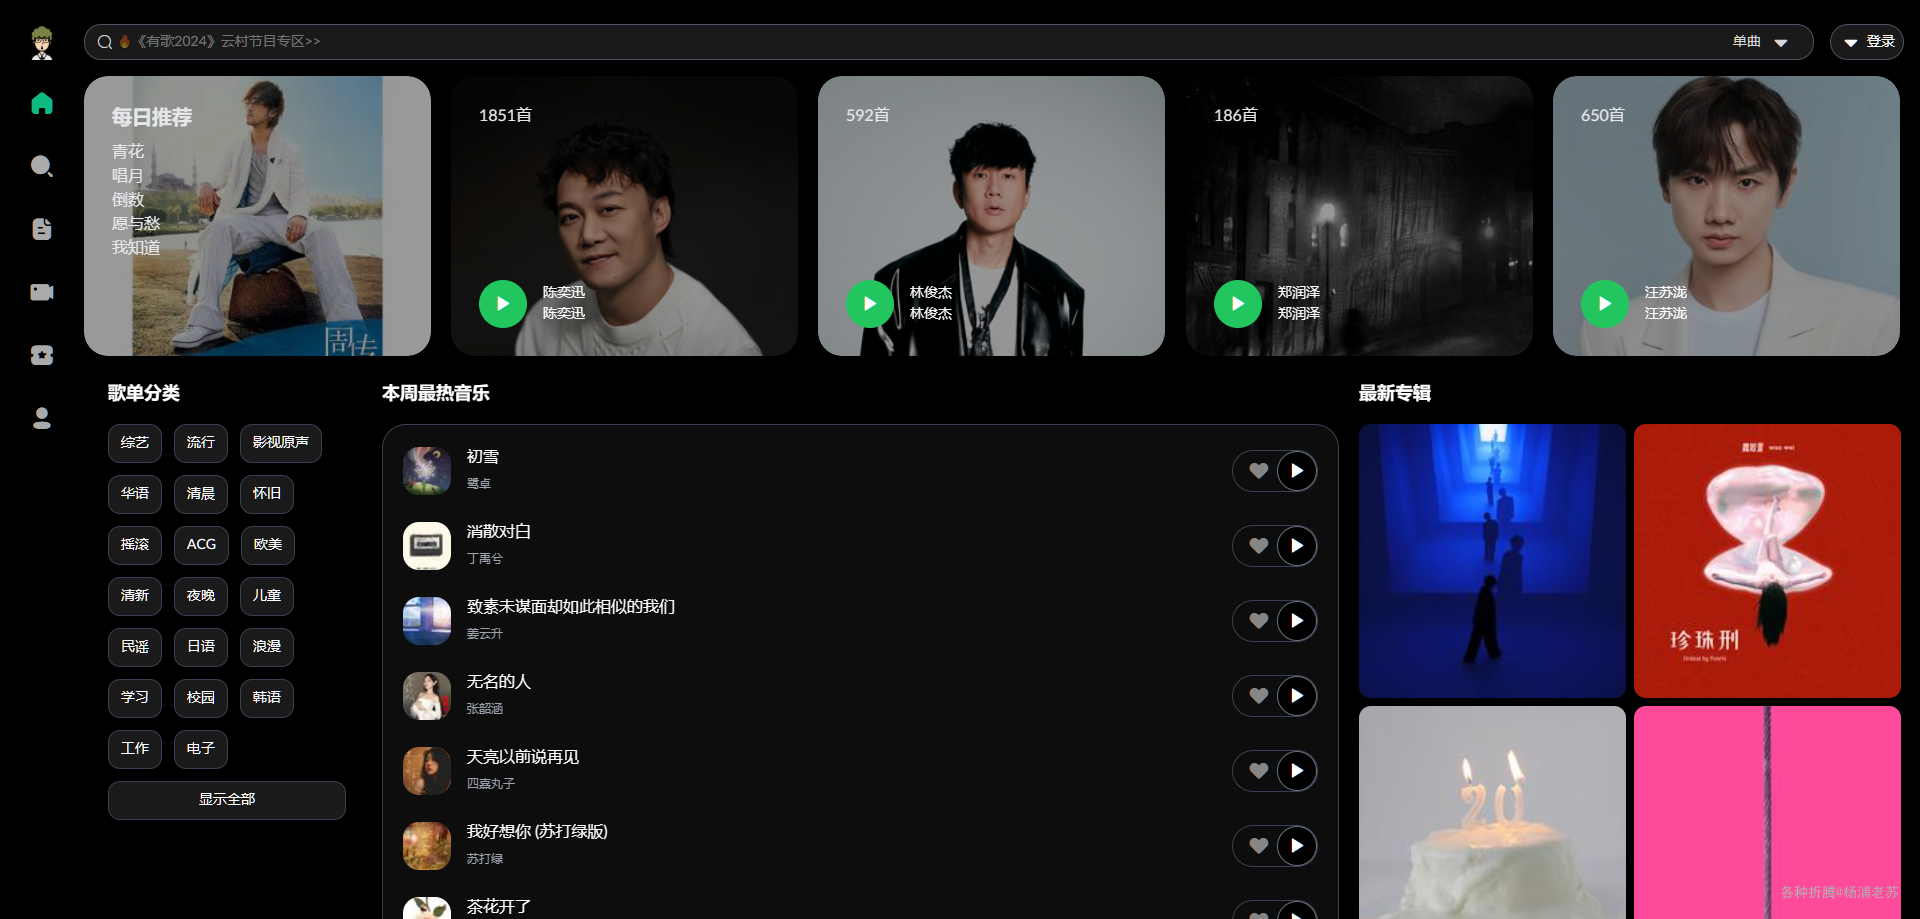 《有歌2024》云村节目专区>>
单曲
登录
每日推荐
青花
唱月
倒数
愿与愁
我知道
1851首
陈奕迅
陈奕迅
592首
林俊杰
林俊杰
186首
郑润泽
郑润泽
650首
汪苏泷
汪苏泷
歌单分类
综艺 流行 影视原声
华语 清晨 怀旧
摇滚 ACG 欧美
清新 夜晚 儿童
民谣 日语 浪漫
学习 校园 韩语
工作 电子
显示全部
本周最热音乐
初雪
鹭卓
消散对白
丁禹兮
致素未谋面却如此相似的我们
姜云升
无名的人
张韶涵
天亮以前说再见
四喜丸子
我好想你 (苏打绿版)
苏打绿
茶花开了
最新专辑
珍珠刑
20
各种折腾@杨浦老苏